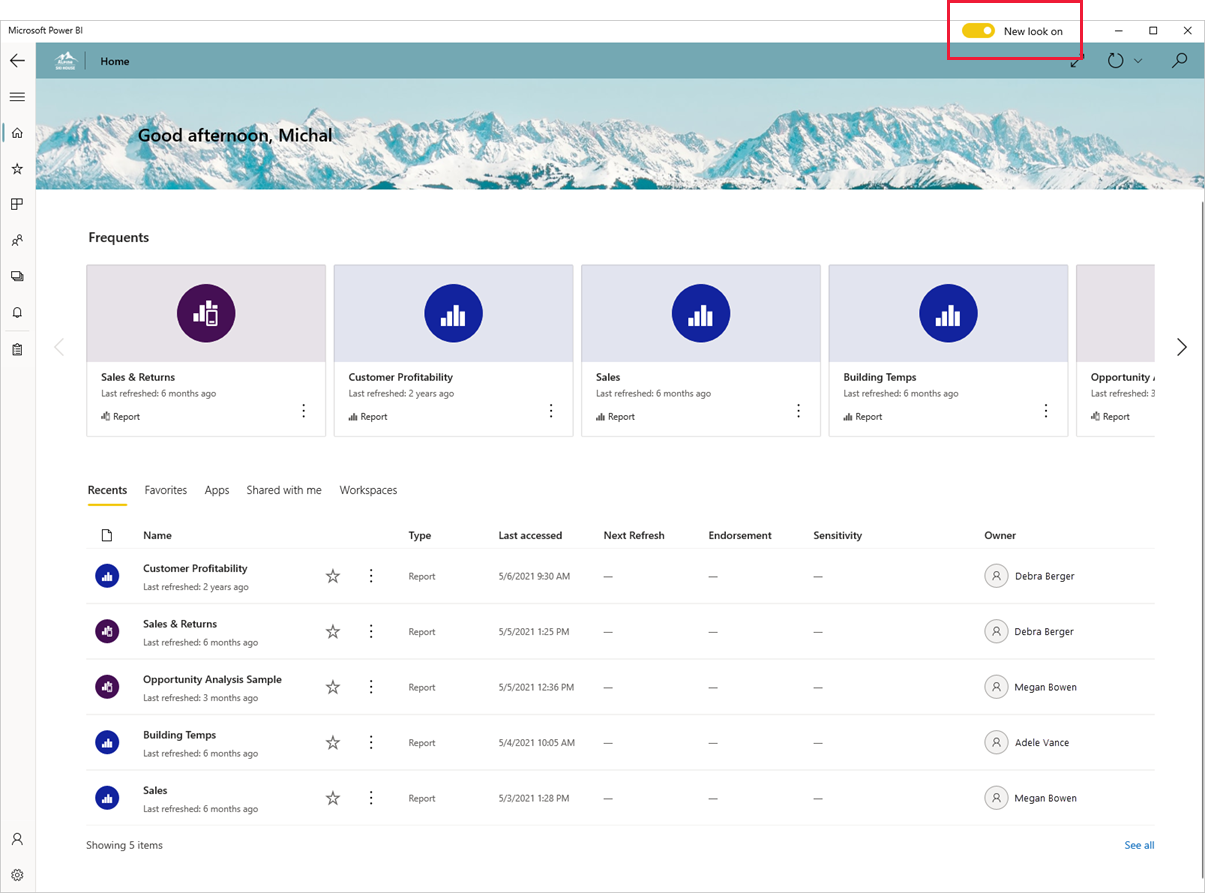 Microsoft Power BI
New look on
ALPINE
SKI HOUSE
Home
Good afternoon, Michal
Frequents
Sales & Returns
Last refreshed: 6 months ago
Report
Customer Profitability
Last refreshed: 2 years ago
Report
Sales
Last refreshed: 6 months ago
Report
Building Temps
Last refreshed: 6 months ago
Report
Opportunity
Last refreshed: 3
Report
Recents Favorites Apps Shared with me Workspaces
Name Type Last accessed Next Refresh Endorsement Sensitivity Owner
Customer Profitability
Last refreshed: 2 years ago
Report 5/6/2021 9:30 AM — — — Debra Berger
Sales & Returns
Last refreshed: 6 months ago
Report 5/5/2021 1:25 PM — — — Debra Berger
Opportunity Analysis Sample
Last refreshed: 3 months ago
Report 5/5/2021 12:36 PM — — — Megan Bowen
Building Temps
Last refreshed: 6 months ago
Report 5/4/2021 10:05 AM — — — Adele Vance
Sales
Last refreshed: 6 months ago
Report 5/3/2021 1:28 PM — — — Megan Bowen
Showing 5 items
See all